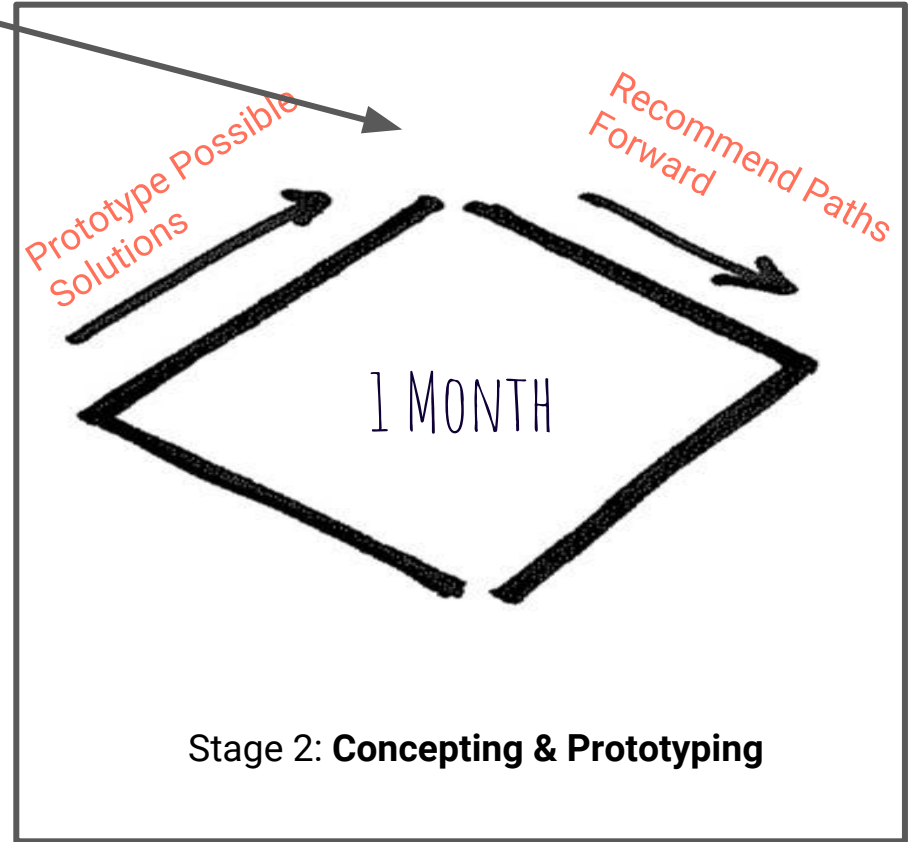 Prototype Possible
Solutions
Recommend Paths
Forward
1 Month
Stage 2: Concepting & Prototyping